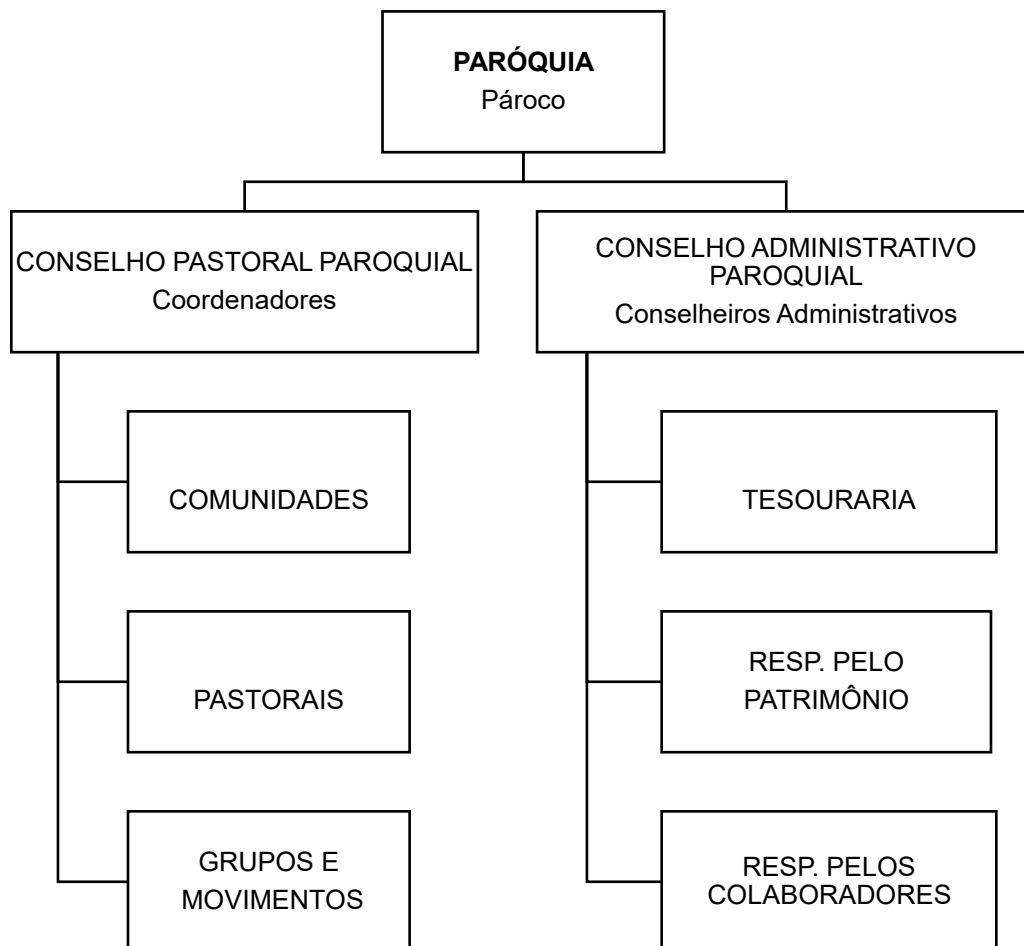 PARÓQUIA
Pároco
CONSELHO PASTORAL PAROQUIAL
Coordenadores
CONSELHO ADMINISTRATIVO
PAROQUIAL
Conselheiros Administrativos
COMUNIDADES
TESOURARIA
PASTORAIS
RESP. PELO
PATRIMÔNIO
GRUPOS E
MOVIMENTOS
RESP. PELOS
COLABORADORES